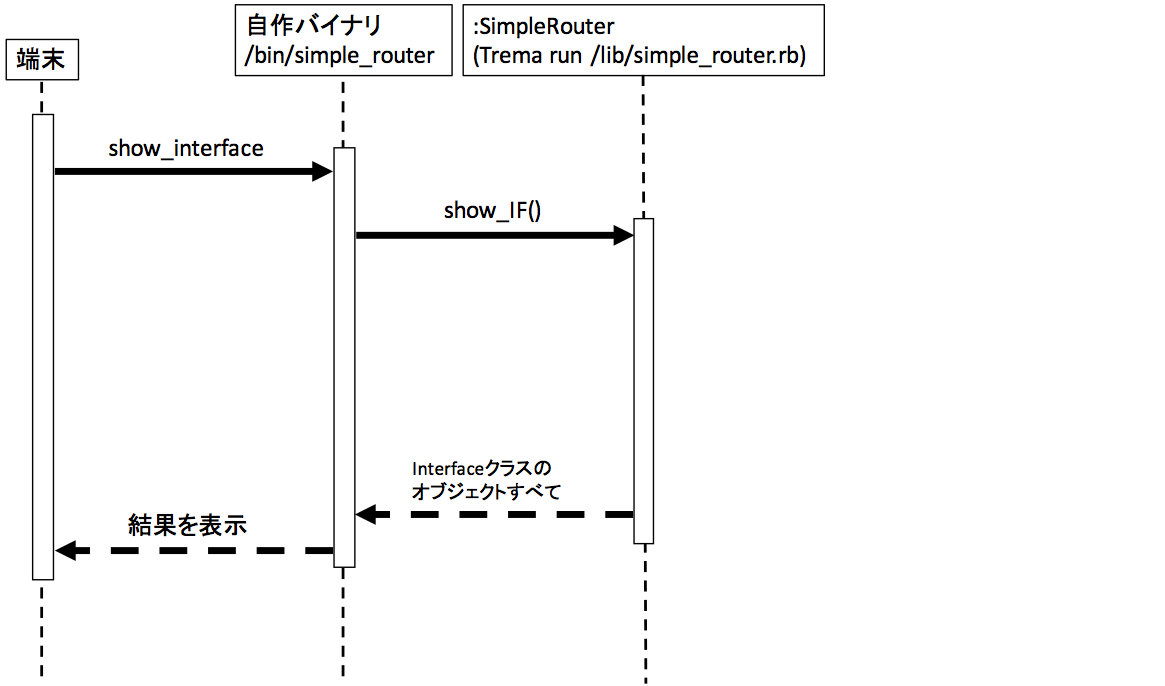 端末
自作バイナリ
/bin/simple_router
:SimpleRouter
(Trema run /lib/simple_router.rb)
show_interface
show_IF()
Interfaceクラスの
オブジェクトすべて
結果を表示